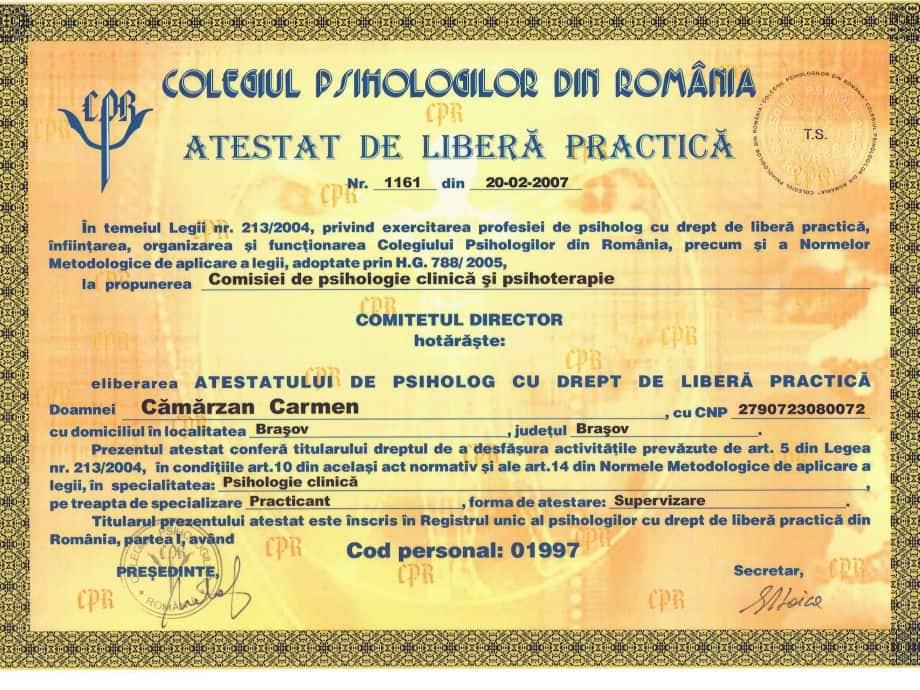 COLEGIUL PSIHOLOGILOR DIN ROMÂNIA
CPR
ATESTAT DE LIBERĂ PRACTICĂ
T.S.
Nr. 1161 din 20-02-2007
În temeiul Legii nr. 213/2004, privind exercitarea profesiei de psiholog cu drept de liberă practică,
înființarea, organizarea și funcționarea Colegiului Psihologilor din România, precum și a Normelor
Metodologice de aplicare a legii, adoptate prin H.G. 788/ 2005,
la propunerea Comisiei de psihologie clinică şi psihoterapie
COMITETUL DIRECTOR
hotărăște:
eliberarea ATESTATULUI DE PSIHOLOG CU DREPT DE LIBERĂ PRACTICĂ
Doamnei Cămărzan Carmen, cu CNP 2790723080072
cu domiciliul în localitatea Braşov, județul Braşov.
Prezentul atestat conferă titularului dreptul de a desfășura activitățile prevăzute de art. 5 din Legea
nr. 213/2004, în condițiile art.10 din același act normativ și ale art.14 din Normele Metodologice de aplicare a
legii, în specialitatea: Psihologie clinică,
pe treapta de specializare Practicant, forma de atestare: Supervizare.
Titularul prezentului atestat este înscris în Registrul unic al psihologilor cu drept de liberă practică din
România, partea I, având
Cod personal: 01997
PREȘEDINTE,
Secretar,